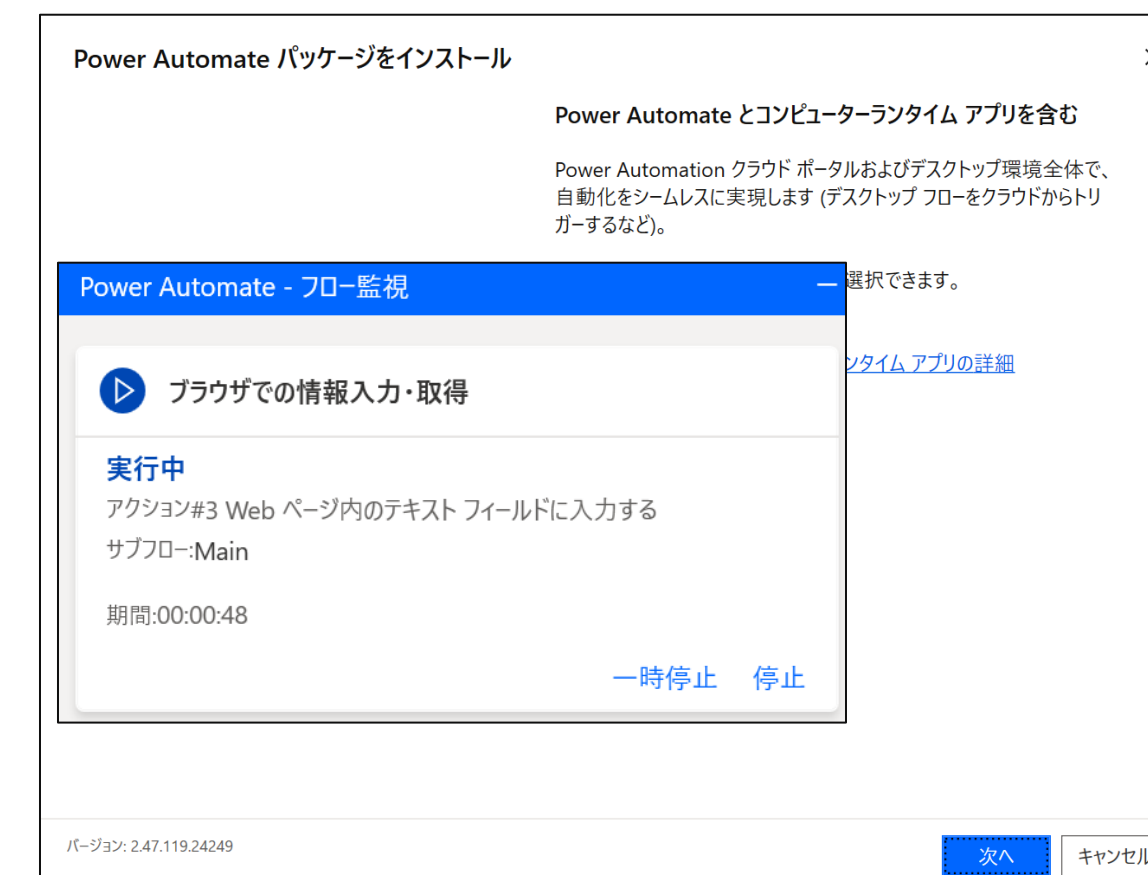 Power Automate パッケージをインストール
Power Automate とコンピューターランタイム アプリを含む
Power Automation クラウド ポータルおよびデスクトップ環境全体で、
自動化をシームレスに実現します (デスクトップ フローをクラウドからトリ
ガーするなど)。
選択できます。
ンタイム アプリの詳細
Power Automate - フロー監視
ブラウザでの情報入力・取得
実行中
アクション#3 Web ページ内のテキスト フィールドに入力する
サブフロー:Main
期間:00:00:48
一時停止 停止
バージョン: 2.47.119.24249
次へ キャンセル